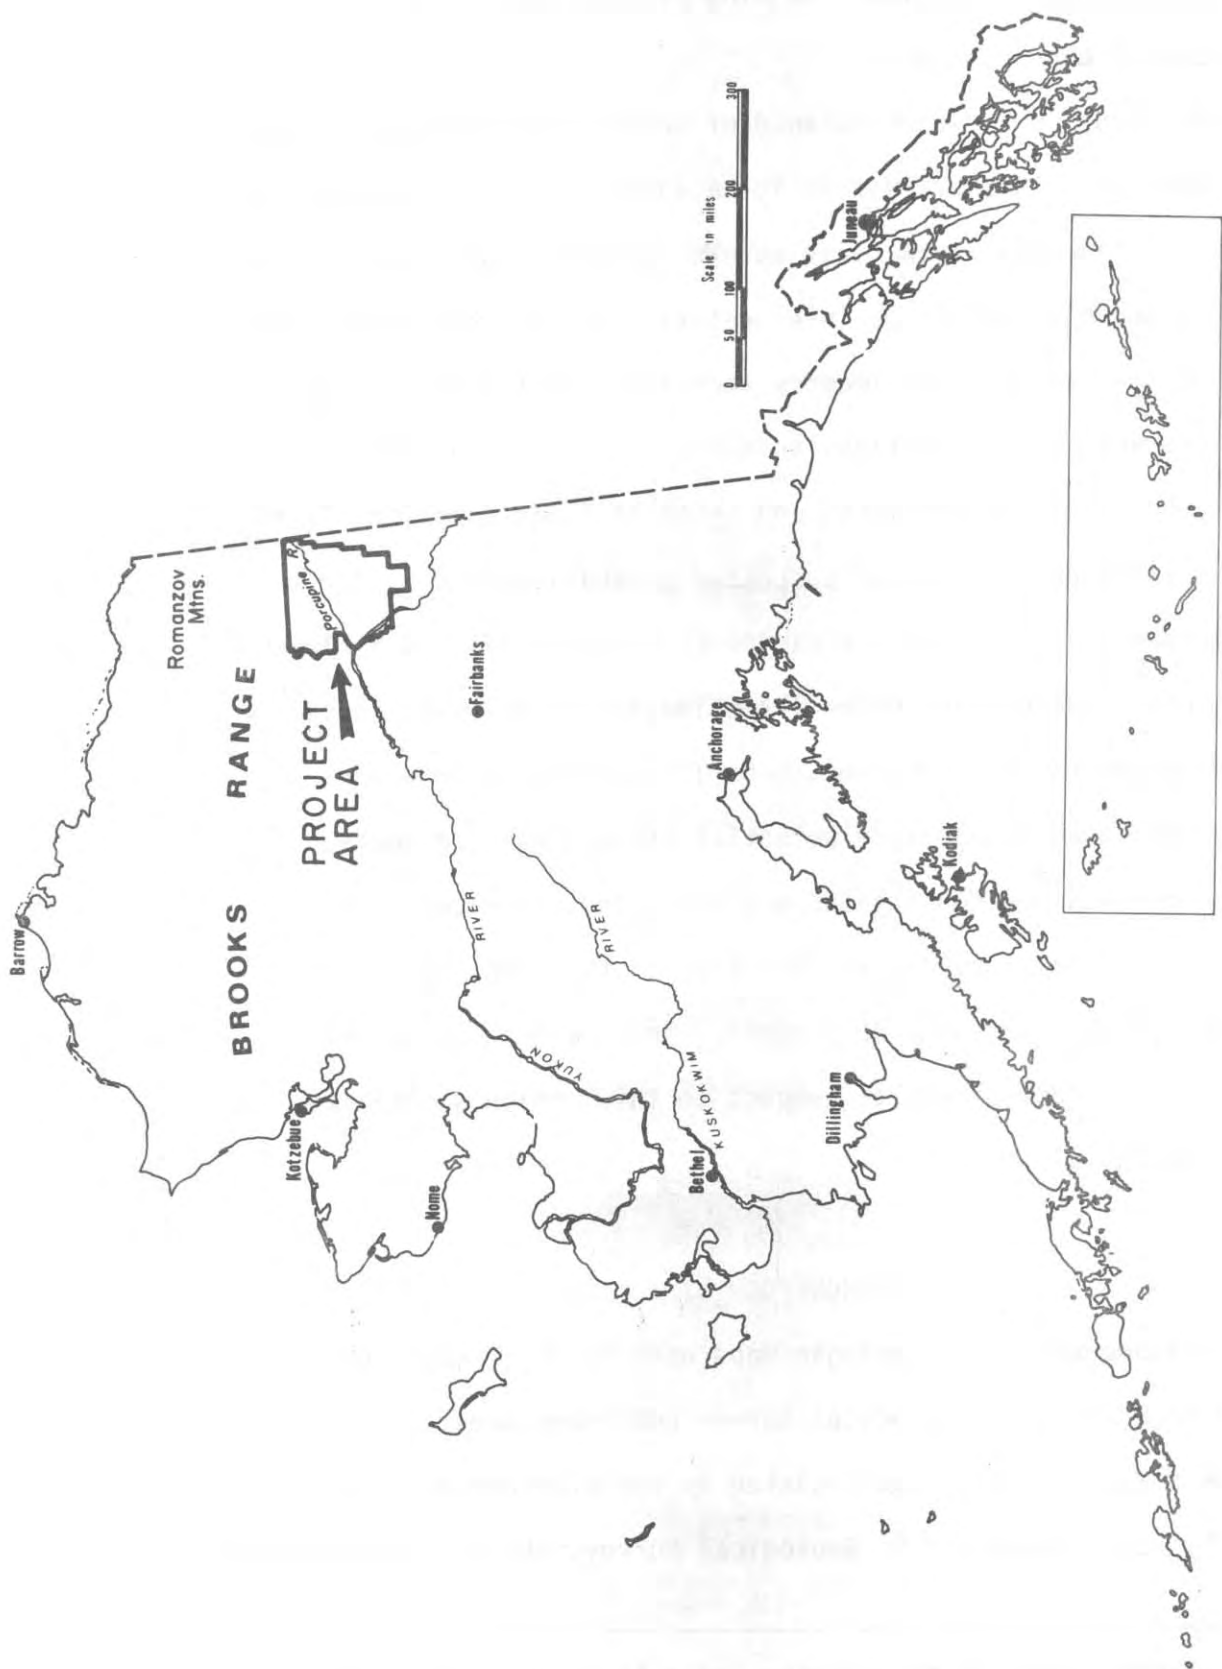 Barrow
Romanzov
Mtns.
BROOKS RANGE
Porcupine R.
PROJECT
AREA
Kotzebue
Fairbanks
Nome
YUKON RIVER
KUSKOKWIM RIVER
Bethel
Anchorage
Dillingham
Kodiak
Juneau
Scale in miles
0 50 100 200 300